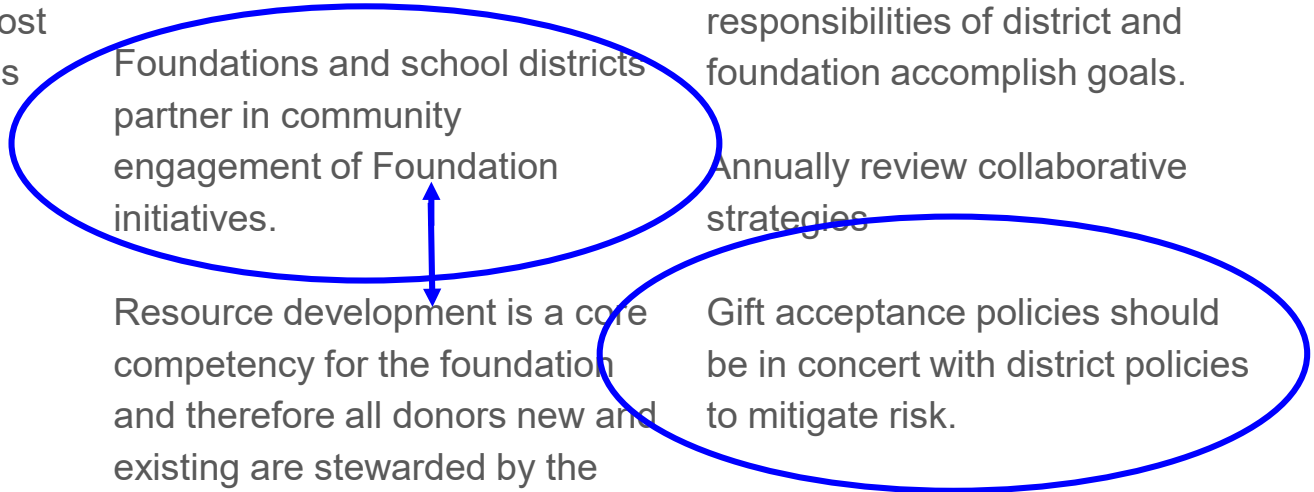 ost
s
Foundations and school districts
partner in community
engagement of Foundation
initiatives.
Resource development is a core
competency for the foundation
and therefore all donors new and
existing are stewarded by the
responsibilities of district and
foundation accomplish goals.
Annually review collaborative
strategies
Gift acceptance policies should
be in concert with district policies
to mitigate risk.